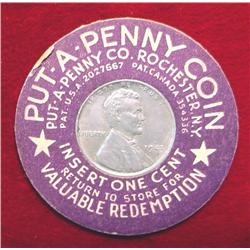 PUT-A-PENNY COIN
PUT-A-PENNY CO. ROCHESTER, N.Y.
PAT. U.S.A. 2027667 PAT. CANADA 354336
LIBERTY
INSERT ONE CENT
RETURN TO STORE FOR
VALUABLE REDEMPTION